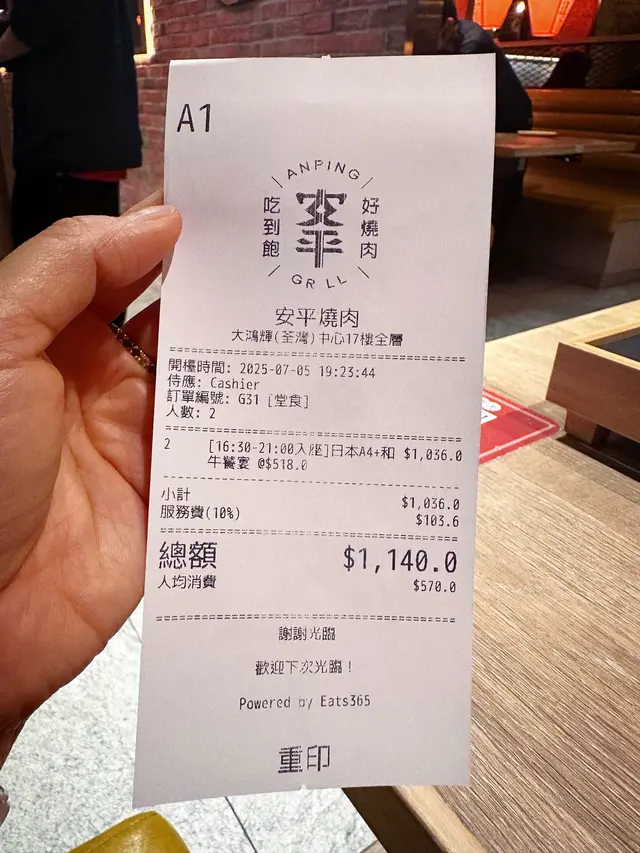 A1
ANPING
吃到飽
安平
好燒肉
GRILL
安平燒肉
大鴻輝(荃灣)中心17樓全層
開檯時間: 2025-07-05 19:23:44
侍應: Cashier
訂單編號: G31 [堂食]
人數: 2
2 [16:30-21:00入座]日本A4+和 $1,036.0
牛餐宴 @$518.0
小計 $1,036.0
服務費(10%) $103.6
總額 $1,140.0
人均消費 $570.0
謝謝光臨
歡迎下次光臨!
Powered by Eats365
重印